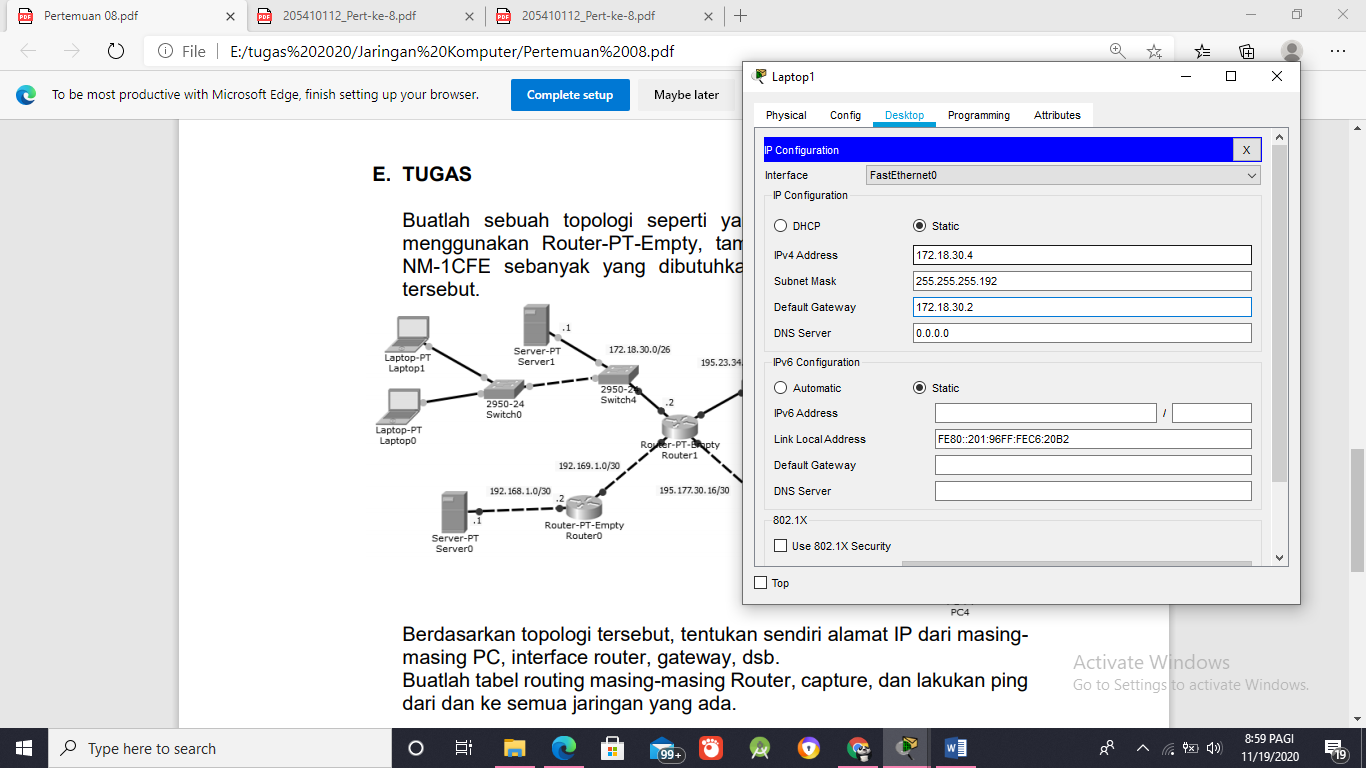 Pertemuan 08.pdf
205410112_Pert-ke-8.pdf
205410112_Pert-ke-8.pdf
File
E:/tugas%202020/Jaringan%20Komputer/Pertemuan%2008.pdf
To be most productive with Microsoft Edge, finish setting up your browser.
Complete setup
Maybe later
E. TUGAS
Buatlah sebuah topologi seperti ya
menggunakan Router-PT-Empty, tam
NM-1CFE sebanyak yang dibutuhka
tersebut.
Laptop-PT
Laptop1
Laptop-PT
Laptop0
2950-24
Switch0
Server-PT
Server1
.1
172.18.30.0/26
2950-24
Switch4
.2
195.23.34.
Router-PT-Empty
Router1
192.169.1.0/30
195.177.30.16/30
192.168.1.0/30
.2
.1
Router-PT-Empty
Router0
Server-PT
Server0
PC4
Berdasarkan topologi tersebut, tentukan sendiri alamat IP dari masing-
masing PC, interface router, gateway, dsb.
Buatlah tabel routing masing-masing Router, capture, dan lakukan ping
dari dan ke semua jaringan yang ada.
Laptop1
Physical
Config
Desktop
Programming
Attributes
IP Configuration
X
Interface
FastEthernet0
IP Configuration
DHCP
Static
IPv4 Address
172.18.30.4
Subnet Mask
255.255.255.192
Default Gateway
172.18.30.2
DNS Server
0.0.0.0
IPv6 Configuration
Automatic
Static
IPv6 Address
/
Link Local Address
FE80::201:96FF:FEC6:20B2
Default Gateway
DNS Server
802.1X
Use 802.1X Security
Top
Activate Windows
Go to Settings to activate Windows.
Type here to search
99+
8:59 PAGI
11/19/2020
19